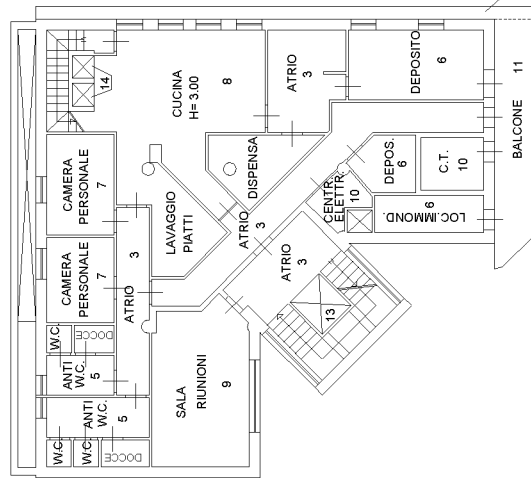 CUCINA
H= 3.00
8
ATRIO
3
DEPOSITO
6
BALCONE
11
14
CAMERA
PERSONALE
7
LAVAGGIO
PIATTI
DISPENSA
DEPOS.
6
C.T.
10
CENTR.
ELETTR.
10
LOC.IMMOND.
6
ATRIO
3
ATRIO
3
13
CAMERA
PERSONALE
7
ATRIO
3
W.C.
DOCCE
ANTI
W.C.
5
ANTI
W.C.
5
W.C.
W.C.
DOCCE
SALA
RIUNIONI
9